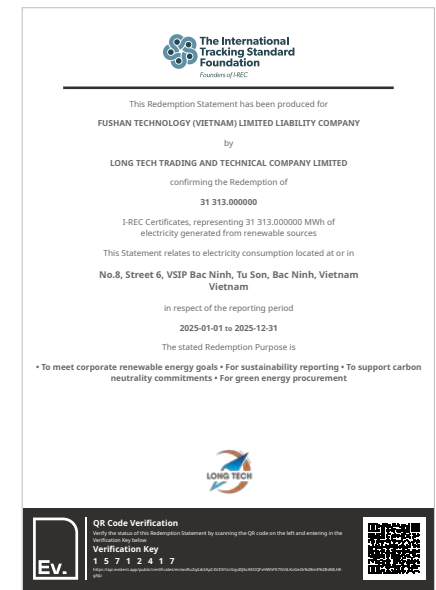 The International
Tracking Standard
Foundation
Founders of I-REC
This Redemption Statement has been produced for
FUSHAN TECHNOLOGY (VIETNAM) LIMITED LIABILITY COMPANY
by
LONG TECH TRADING AND TECHNICAL COMPANY LIMITED
confirming the Redemption of
31 313.000000
I-REC Certificates, representing 31 313.000000 MWh of
electricity generated from renewable sources
This Statement relates to electricity consumption located at or in
No.8, Street 6, VSIP Bac Ninh, Tu Son, Bac Ninh, Vietnam
Vietnam
in respect of the reporting period
2025-01-01 to 2025-12-31
The stated Redemption Purpose is
• To meet corporate renewable energy goals • For sustainability reporting • To support carbon
neutrality commitments • For green energy procurement
LONG TECH
Ev.
QR Code Verification
Verify the status of this Redemption Statement by scanning the QR code on the left and entering in the
Verification Key below
Verification Key
1 5 7 1 2 4 1 7